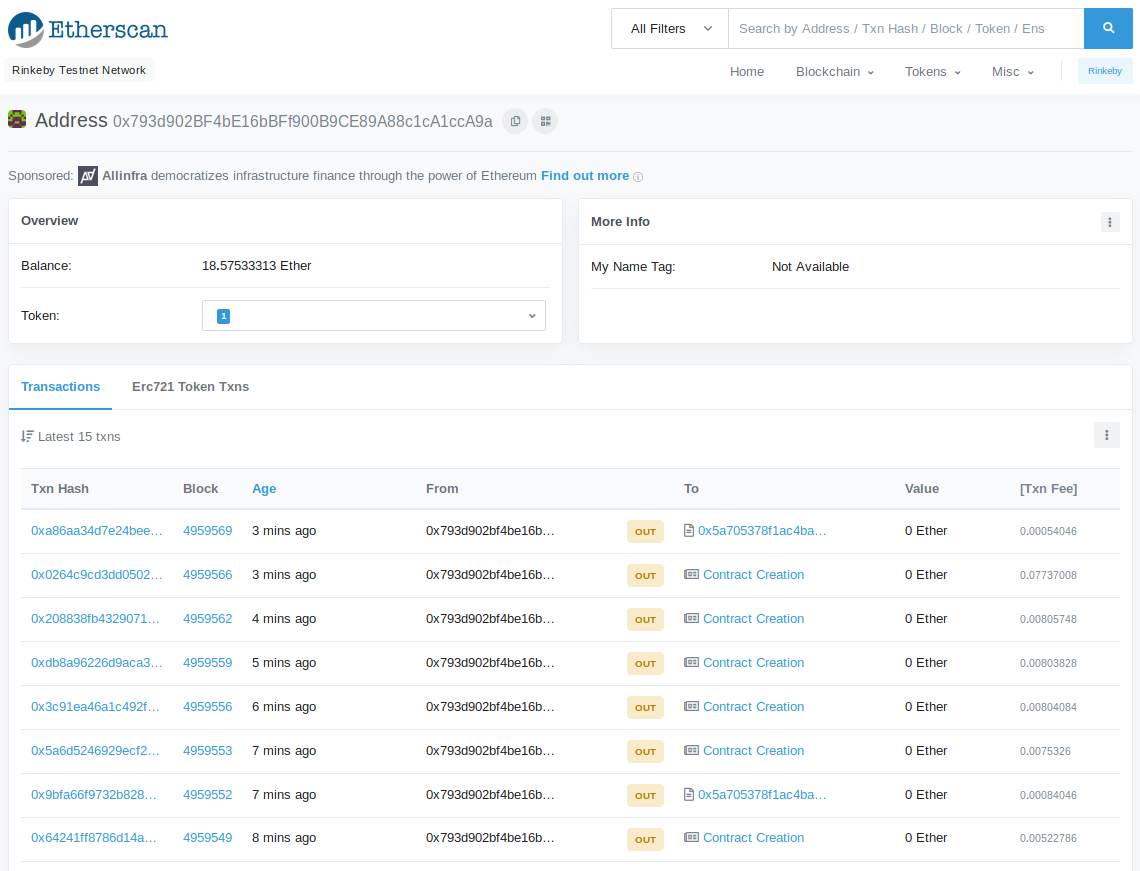 Etherscan
All Filters Search by Address / Txn Hash / Block / Token / Ens
Rinkeby Testnet Network
Home Blockchain Tokens Misc Rinkeby
Address 0x793d902BF4bE16bBFf900B9CE89A88c1cA1ccA9a
Sponsored: Allinfra democratizes infrastructure finance through the power of Ethereum Find out more
Overview
Balance: 18.57533313 Ether
Token: 1
More Info
My Name Tag: Not Available
Transactions Erc721 Token Txns
Latest 15 txns
Txn Hash Block Age From To Value [Txn Fee]
0xa86aa34d7e24bee… 4959569 3 mins ago 0x793d902bf4be16b… OUT 0x5a705378f1ac4ba… 0 Ether 0.00054046
0x0264c9cd3dd0502… 4959566 3 mins ago 0x793d902bf4be16b… OUT Contract Creation 0 Ether 0.07737008
0x208838fb4329071… 4959562 4 mins ago 0x793d902bf4be16b… OUT Contract Creation 0 Ether 0.00805748
0xdb8a96226d9aca3… 4959559 5 mins ago 0x793d902bf4be16b… OUT Contract Creation 0 Ether 0.00803828
0x3c91ea46a1c492f… 4959556 6 mins ago 0x793d902bf4be16b… OUT Contract Creation 0 Ether 0.00804084
0x5a6d5246929ecf2… 4959553 7 mins ago 0x793d902bf4be16b… OUT Contract Creation 0 Ether 0.0075326
0x9bfa66f9732b828… 4959552 7 mins ago 0x793d902bf4be16b… OUT 0x5a705378f1ac4ba… 0 Ether 0.00084046
0x64241ff8786d14a… 4959549 8 mins ago 0x793d902bf4be16b… OUT Contract Creation 0 Ether 0.00522786